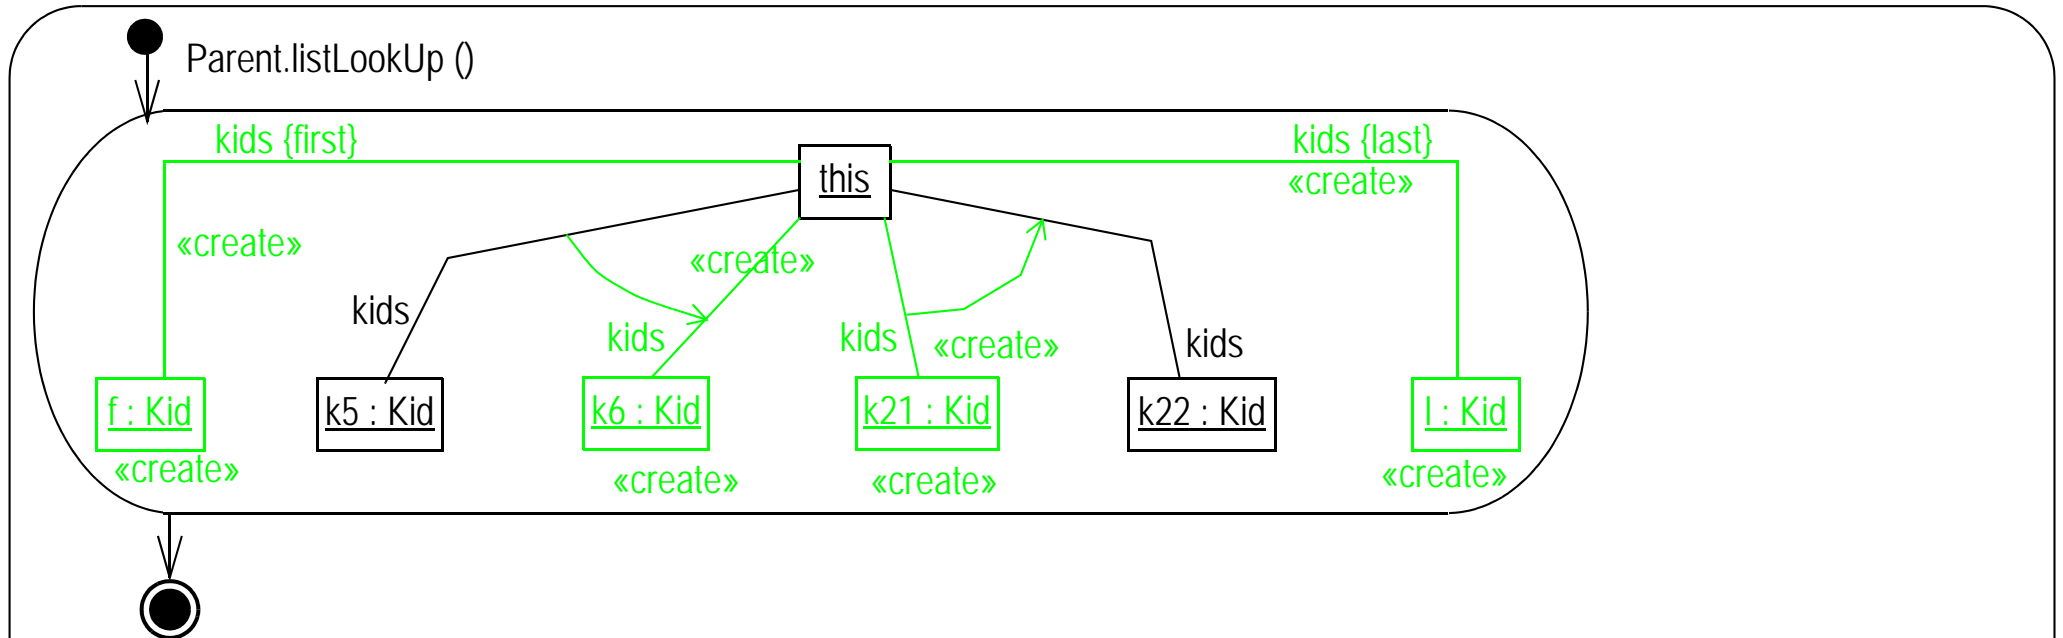 Parent.listLookUp ()
kids {first}
kids {last}
this
«create»
«create»
«create»
kids
kids
kids
«create»
kids
f : Kid
k5 : Kid
k6 : Kid
k21 : Kid
k22 : Kid
l : Kid
«create»
«create»
«create»
«create»